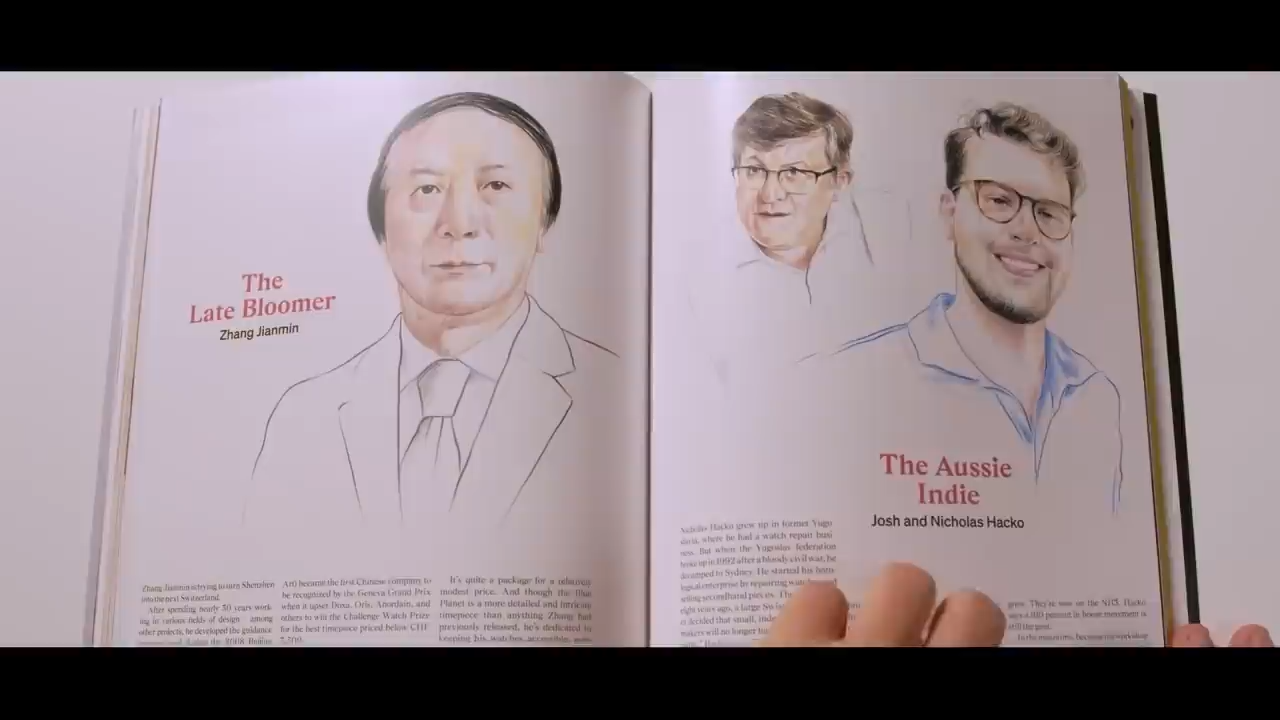 The
Late Bloomer
Zhang Jianmin
Zhang Jianmin is trying to turn Shenzhen
into the next Switzerland.
After spending nearly 30 years work
ing in various fields of design among
other projects, he developed the guidance
Art) became the first Chinese company to
be recognized by the Geneva Grand Prix
when it upset Doxa, Oris, Anordain, and
others to win the Challenge Watch Prize
for the best timepiece priced below CHF
It's quite a package for a relatively
modest price. And though the Blue
Planet is a more detailed and intricate
timepiece than anything Zhang had
previously released, he's dedicated to
keeping his watches accessible,
The Aussie
Indie
Josh and Nicholas Hacko
Nicholas Hacko grew up in former Yugo
slavia, where he had a watch repair busi
ness. But when the Yugoslav federation
broke up in 1992 after a bloody civil war, he
decamped to Sydney. He started his horo
logical enterprise by repairing watches and
selling secondhand pieces.
eight years ago, a large
decided that small,
makers will no longer
grow. They're now on the NH3. Hacko
says a 100 percent in house movement is
still the goal.
In the meantime, because the workshop